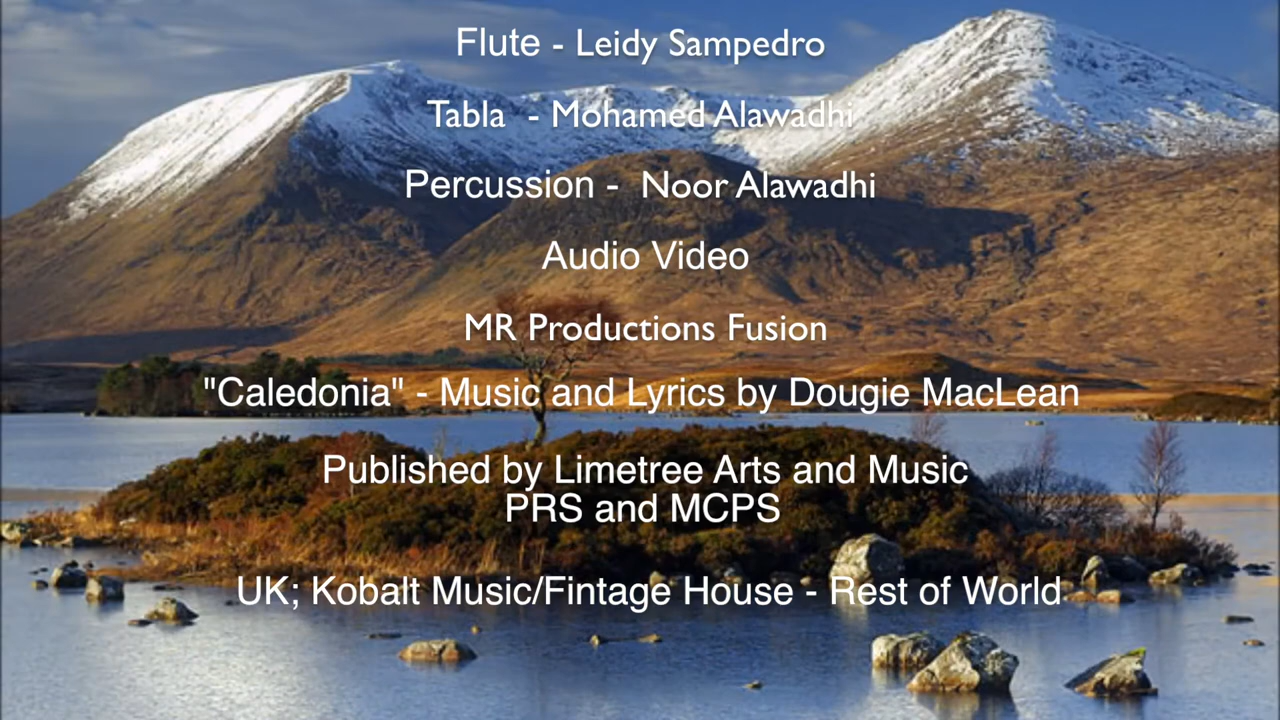 Flute - Leidy Sampedro
Tabla - Mohamed Alawadhi
Percussion - Noor Alawadhi
Audio Video
MR Productions Fusion
"Caledonia" - Music and Lyrics by Dougie MacLean
Published by Limetree Arts and Music
PRS and MCPS
UK; Kobalt Music/Fintage House - Rest of World